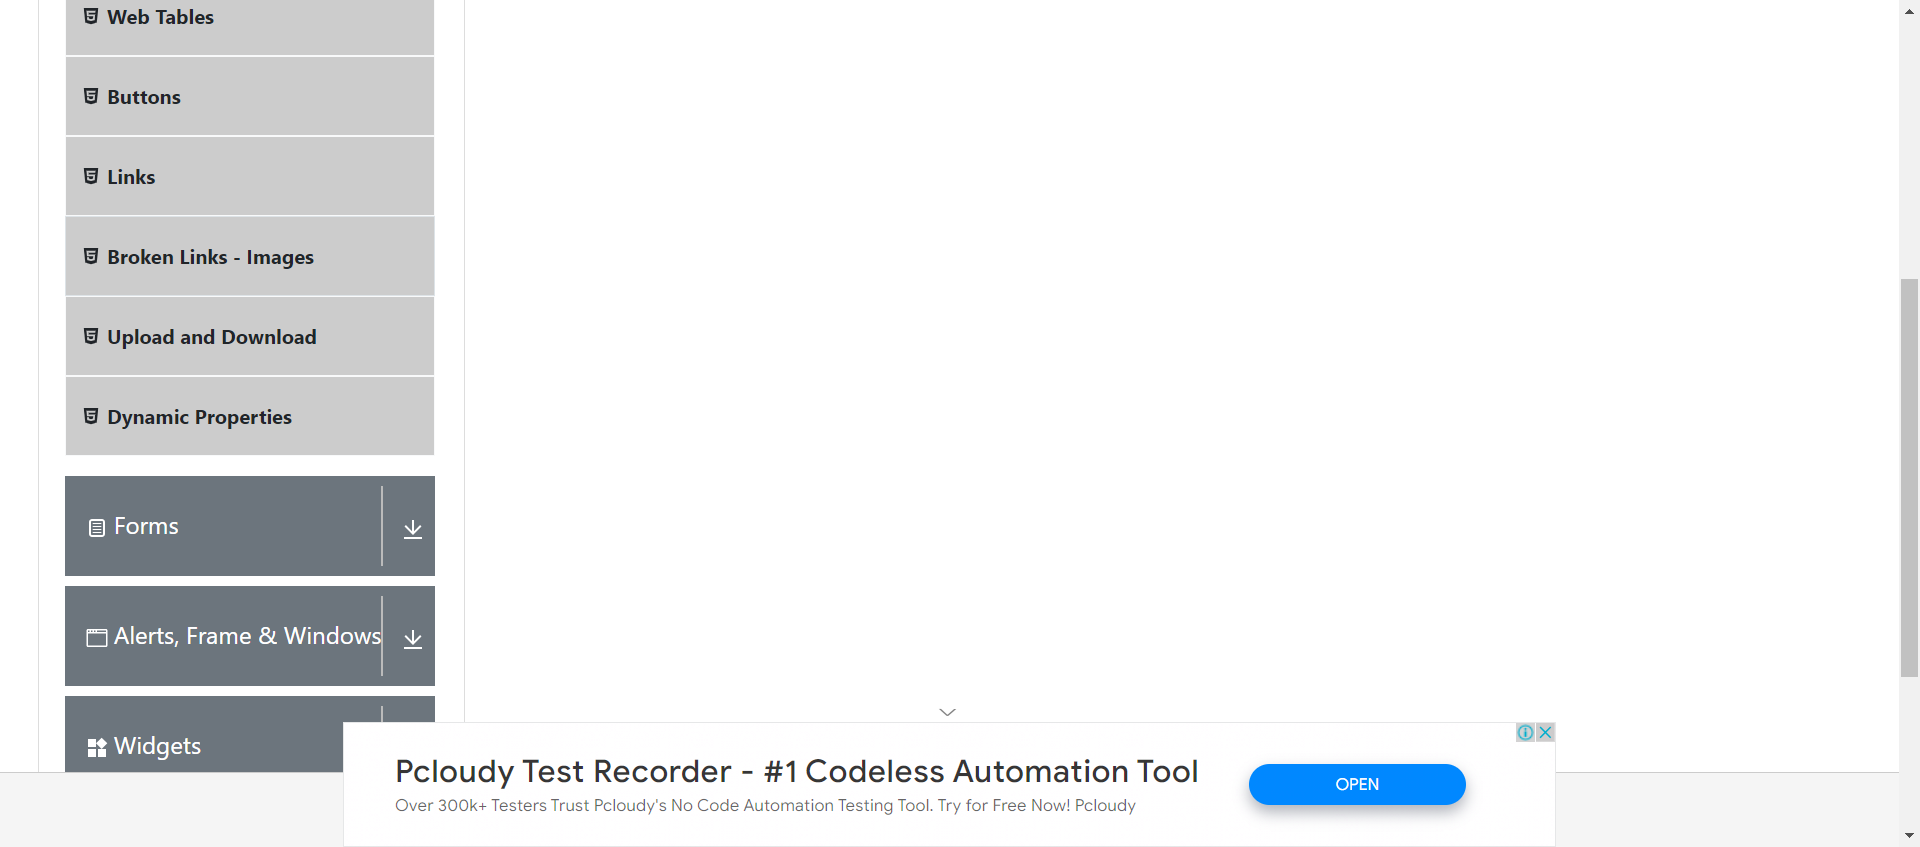 Web Tables
Buttons
Links
Broken Links - Images
Upload and Download
Dynamic Properties
Forms
Alerts, Frame & Windows
Widgets
Pcloudy Test Recorder - #1 Codeless Automation Tool
Over 300k+ Testers Trust Pcloudy's No Code Automation Testing Tool. Try for Free Now! Pcloudy
OPEN